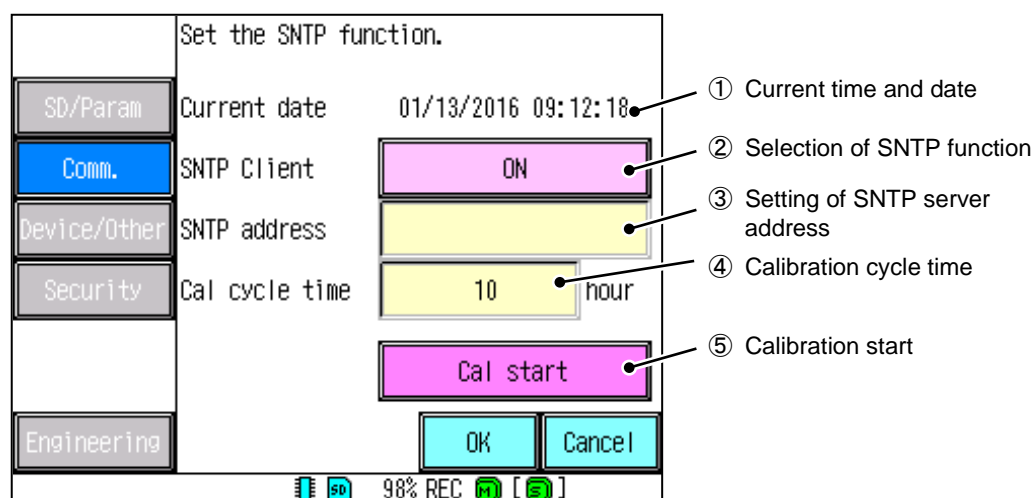 Set the SNTP function.
SD/Param
Current date 01/13/2016 09:12:18
① Current time and date
Comm.
SNTP Client ON
② Selection of SNTP function
Device/Other
SNTP address
③ Setting of SNTP server
address
Security
Cal cycle time 10 hour
④ Calibration cycle time
Cal start
⑤ Calibration start
Engineering
OK Cancel
SD 98% REC M [S]